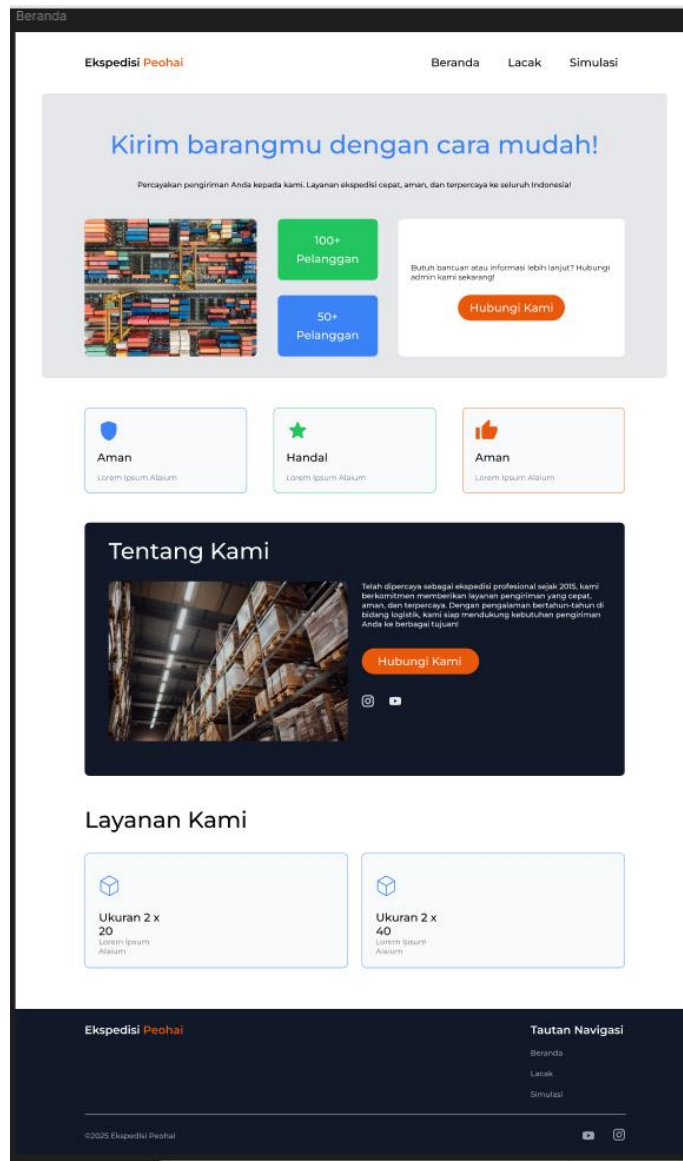 Beranda
Ekspedisi Peohai
Beranda
Lacak
Simulasi
Kirim barangmu dengan cara mudah!
Percayakan pengiriman Anda kepada kami. Layanan ekspedisi cepat, aman, dan terpercaya ke seluruh Indonesia!
100+
Pelanggan
50+
Pelanggan
Butuh bantuan atau informasi lebih lanjut? Hubungi
admin kami sekarang!
Hubungi Kami
Aman
Lorem Ipsum Alaium
Handal
Lorem Ipsum Alaium
Aman
Lorem Ipsum Alaium
Tentang Kami
Telah dipercaya sebagai ekspedisi profesional sejak 2015, kami
berkomitmen memberikan layanan pengiriman yang cepat,
aman, dan terpercaya. Dengan pengalaman bertahun-tahun di
bidang logistik, kami siap mendukung kebutuhan pengiriman
Anda ke berbagai tujuan!
Hubungi Kami
Layanan Kami
Ukuran 2 x
20
Lorem Ipsum
Alaium
Ukuran 2 x
40
Lorem Ipsum
Alaium
Ekspedisi Peohai
Tautan Navigasi
Beranda
Lacak
Simulasi
©2025 Ekspedisi Peohai